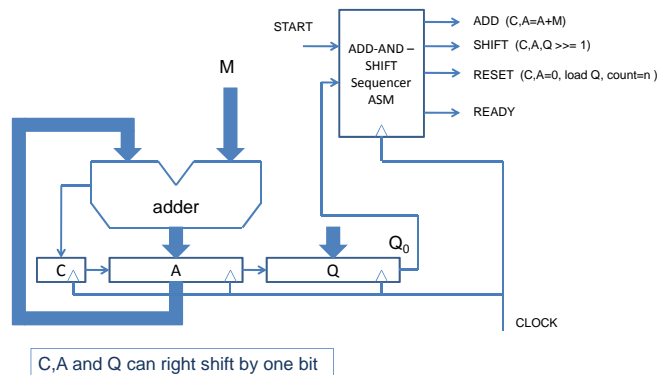 START
ADD (C,A=A+M)
SHIFT (C,A,Q >>= 1)
RESET (C,A=0, load Q, count=n )
READY
ADD-AND –
SHIFT
Sequencer
ASM
M
adder
Q0
C
A
Q
CLOCK
C,A and Q can right shift by one bit